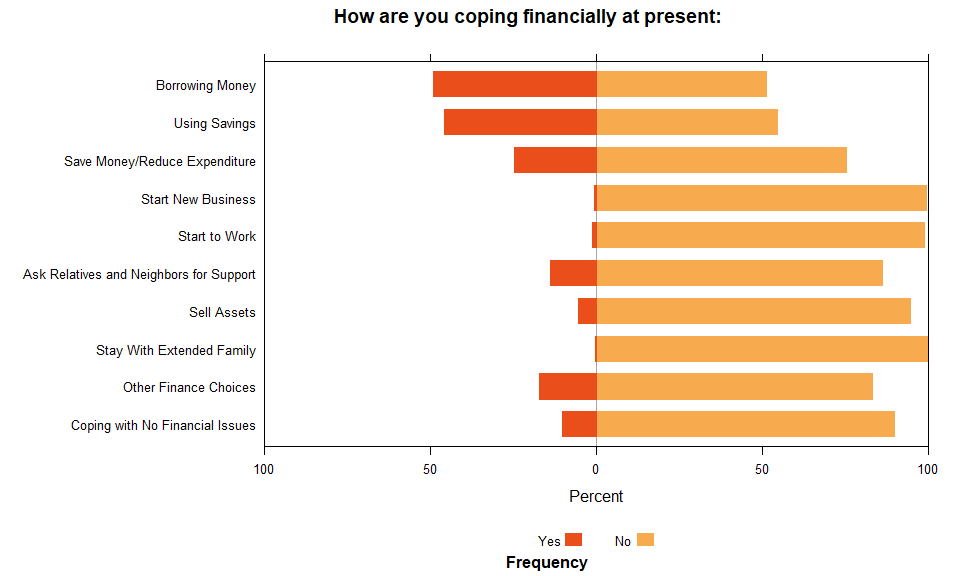 How are you coping financially at present:
Borrowing Money
Using Savings
Save Money/Reduce Expenditure
Start New Business
Start to Work
Ask Relatives and Neighbors for Support
Sell Assets
Stay With Extended Family
Other Finance Choices
Coping with No Financial Issues
100 50 0 50 100
Percent
Yes No
Frequency